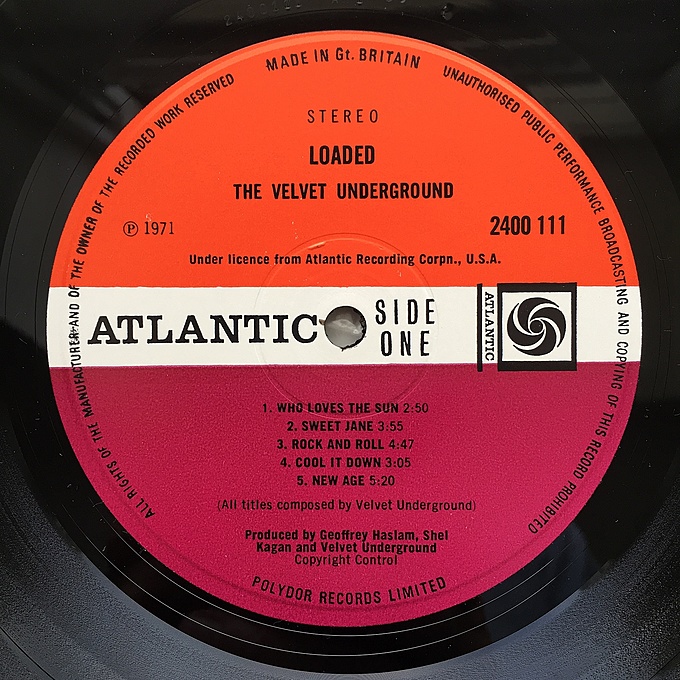 MADE IN Gt. BRITAIN
UNAUTHORISED PUBLIC PERFORMANCE BROADCASTING AND COPYING OF THIS RECORD PROHIBITED
ALL RIGHTS OF THE MANUFACTURER AND OF THE OWNER OF THE RECORDED WORK RESERVED
STEREO
LOADED
THE VELVET UNDERGROUND
℗ 1971
2400 111
Under licence from Atlantic Recording Corpn., U.S.A.
ATLANTIC
SIDE
ONE
ATLANTIC
1. WHO LOVES THE SUN 2:50
2. SWEET JANE 3:55
3. ROCK AND ROLL 4:47
4. COOL IT DOWN 3:05
5. NEW AGE 5:20
(All titles composed by Velvet Underground)
Produced by Geoffrey Haslam, Shel
Kagan and Velvet Underground
Copyright Control
POLYDOR RECORDS LIMITED